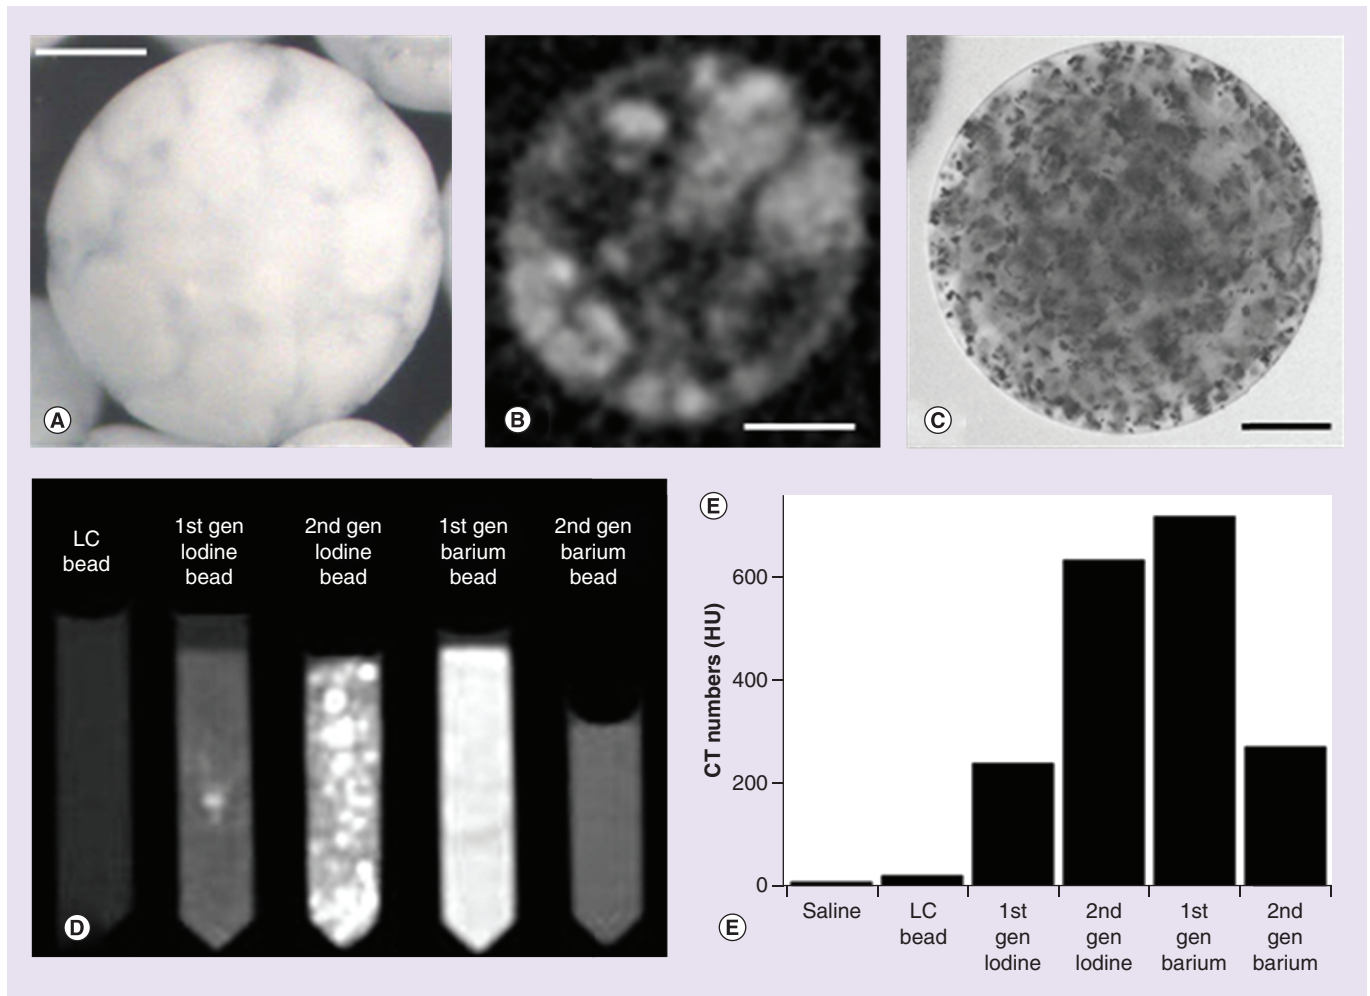 A
B
C
LC
bead
1st gen
Iodine
bead
2nd gen
Iodine
bead
1st gen
barium
bead
2nd gen
barium
bead
D
E
CT numbers (HU)
600
400
200
0
Saline
LC
bead
1st
gen
Iodine
2nd
gen
Iodine
1st
gen
barium
2nd
gen
barium
E